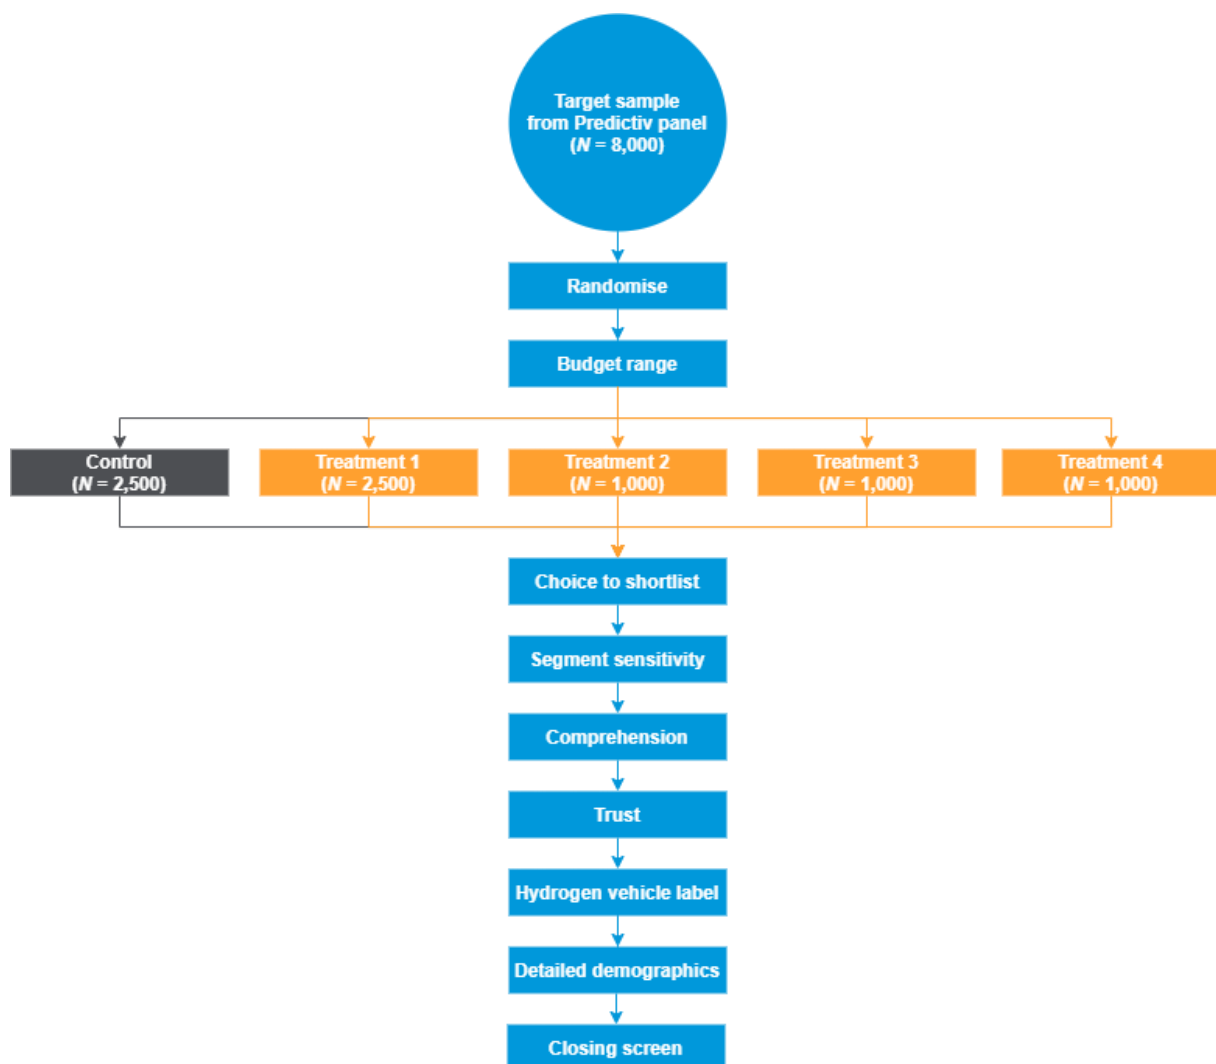 Target sample
from Predictiv panel
(N = 8,000)
Randomise
Budget range
Control
(N = 2,500)
Treatment 1
(N = 2,500)
Treatment 2
(N = 1,000)
Treatment 3
(N = 1,000)
Treatment 4
(N = 1,000)
Choice to shortlist
Segment sensitivity
Comprehension
Trust
Hydrogen vehicle label
Detailed demographics
Closing screen